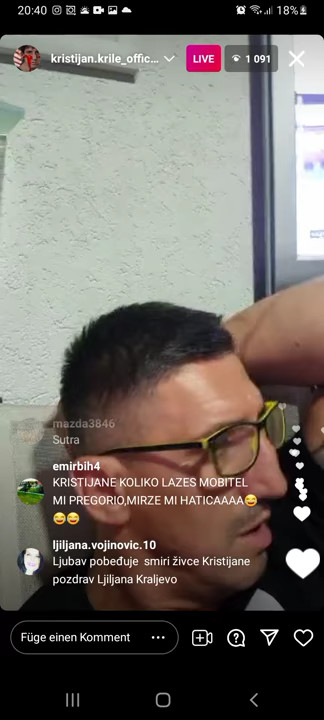 20:40
18%
kristijan.krile_offic...
LIVE
1 091
mazda3846
Sutra
emirbih4
KRISTIJANE KOLIKO LAZES MOBITEL
MI PREGORIO,MIRZE MI HATICAAAA😂
😂😂
ljiljana.vojinovic.10
Ljubav pobeđuje smiri živce Kristijane
pozdrav Ljiljana Kraljevo
Füge einen Kommentar